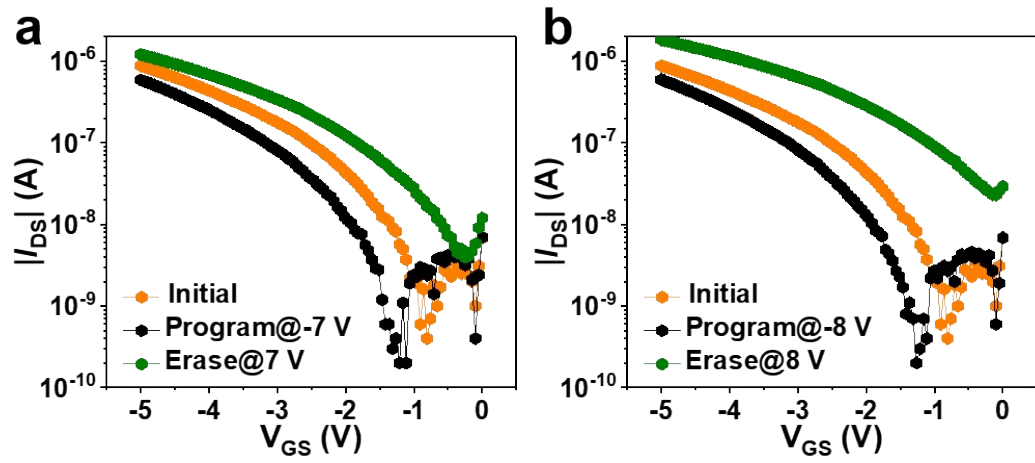 a
10⁻⁶
10⁻⁷
10⁻⁸
10⁻⁹
10⁻¹⁰
|I_DS| (A)
Initial
Program@-7 V
Erase@7 V
-5 -4 -3 -2 -1 0
V_GS (V)
b
10⁻⁶
10⁻⁷
10⁻⁸
10⁻⁹
10⁻¹⁰
|I_DS| (A)
Initial
Program@-8 V
Erase@8 V
-5 -4 -3 -2 -1 0
V_GS (V)